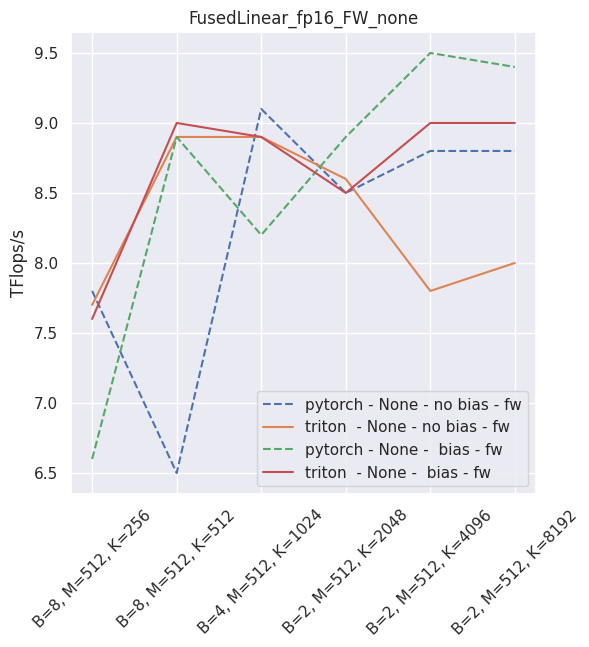 FusedLinear_fp16_FW_none
TFlops/s
9.5
9.0
8.5
8.0
7.5
7.0
6.5
pytorch - None - no bias - fw
triton  - None - no bias - fw
pytorch - None -  bias - fw
triton  - None -  bias - fw
B=8, M=512, K=256
B=8, M=512, K=512
B=4, M=512, K=1024
B=2, M=512, K=2048
B=2, M=512, K=4096
B=2, M=512, K=8192